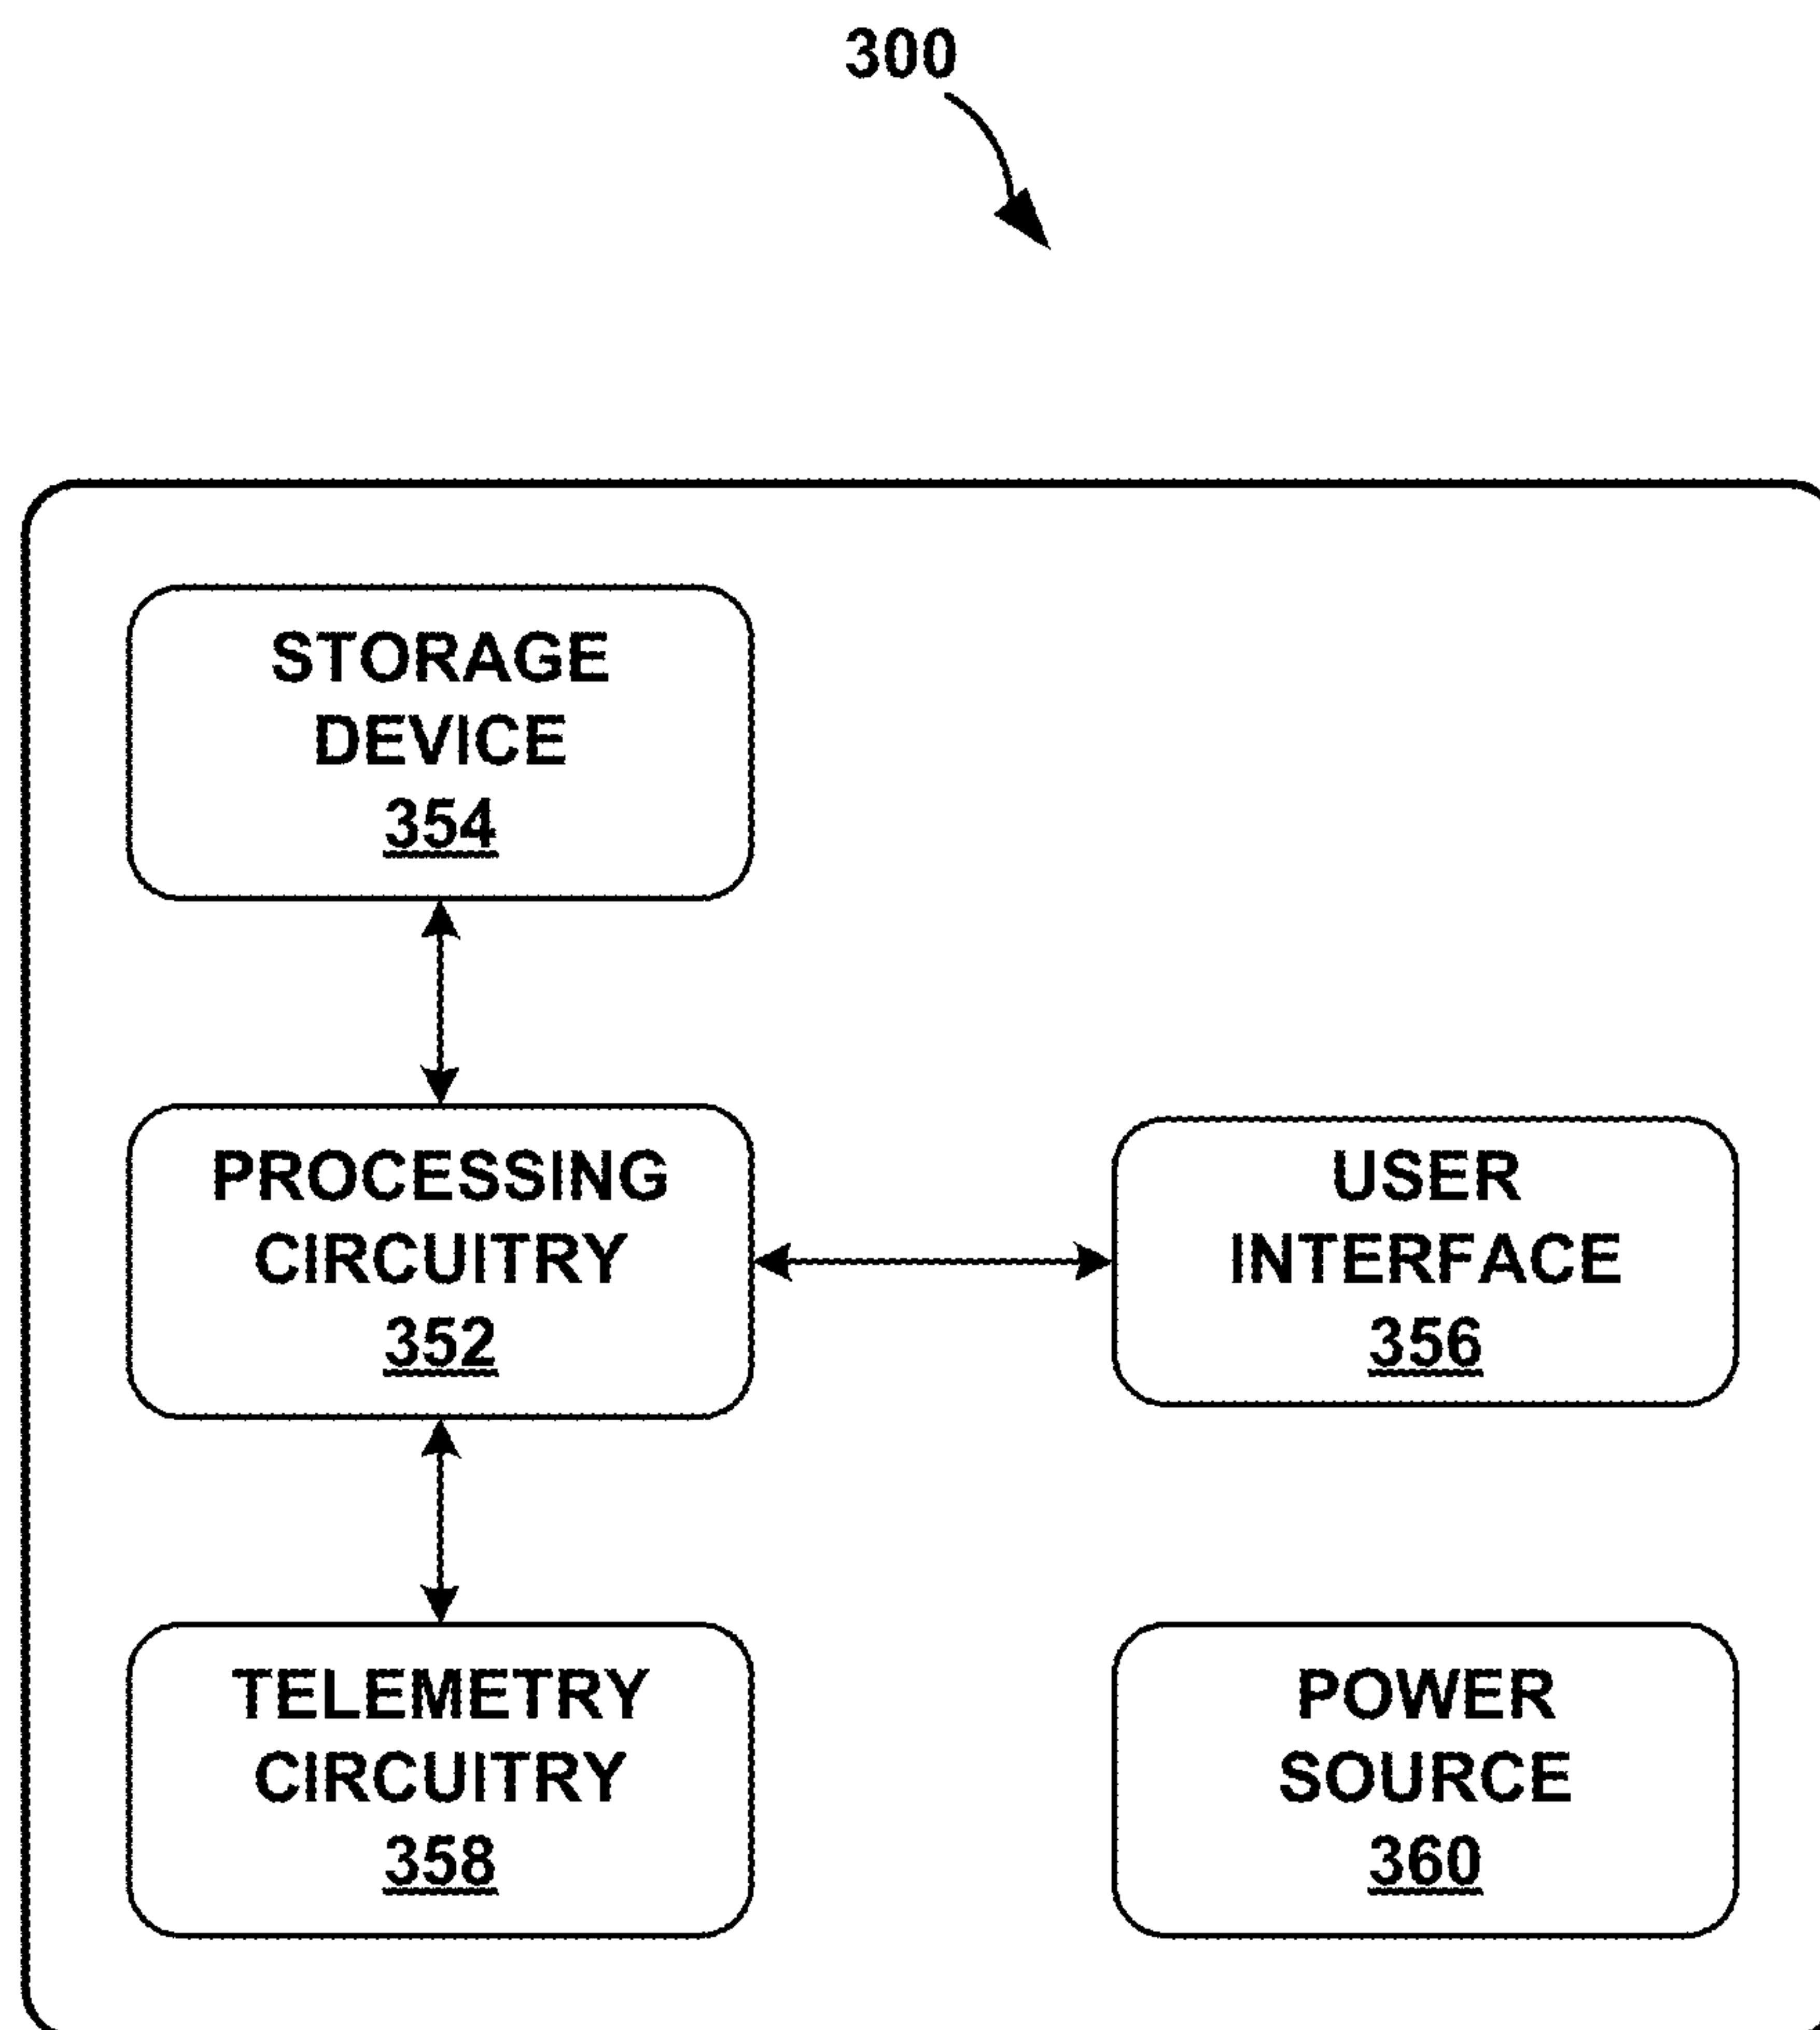 300
STORAGE
DEVICE
354
PROCESSING
CIRCUITRY
352
USER
INTERFACE
356
TELEMETRY
CIRCUITRY
358
POWER
SOURCE
360